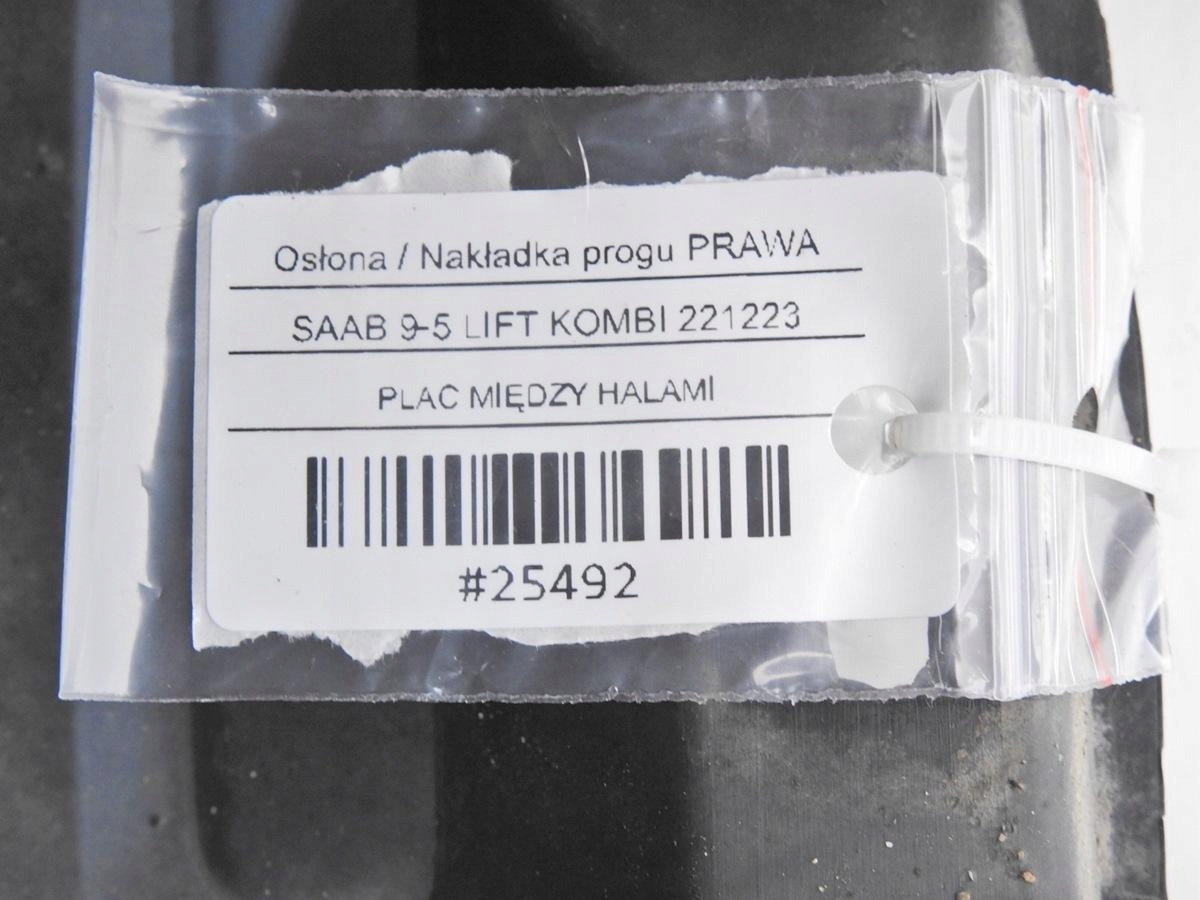 Osłona / Nakładka progu PRAWA
SAAB 9-5 LIFT KOMBI 221223
PLAC MIĘDZY HALAMI
#25492